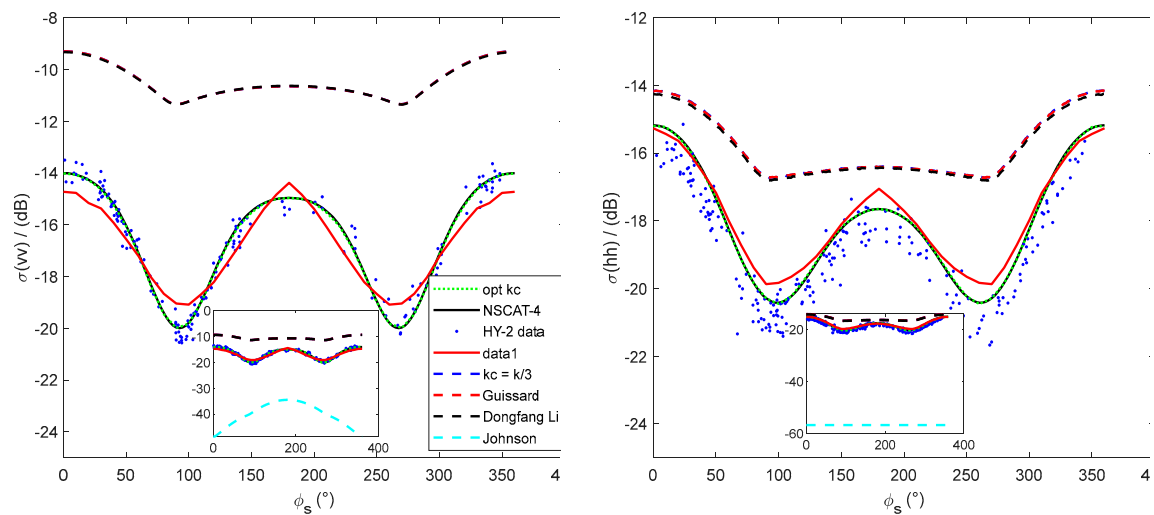 -8
-10
-12
-14
-16
-18
-20
-22
-24
σ(vv) / (dB)
0 50 100 150 200 250 300 350 4
ϕs (°)
opt kc
NSCAT-4
HY-2 data
data1
kc = k/3
Guissard
Dongfang Li
Johnson
0
-10
-20
-30
-40
0 200 400
-12
-14
-16
-18
-20
-22
-24
σ(hh) / (dB)
0 50 100 150 200 250 300 350 4
ϕs (°)
-20
-40
-60
0 200 400